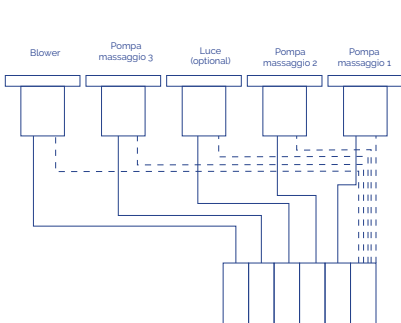 Blower
Pompa
massaggio 3
Luce
(optional)
Pompa
massaggio 2
Pompa
massaggio 1